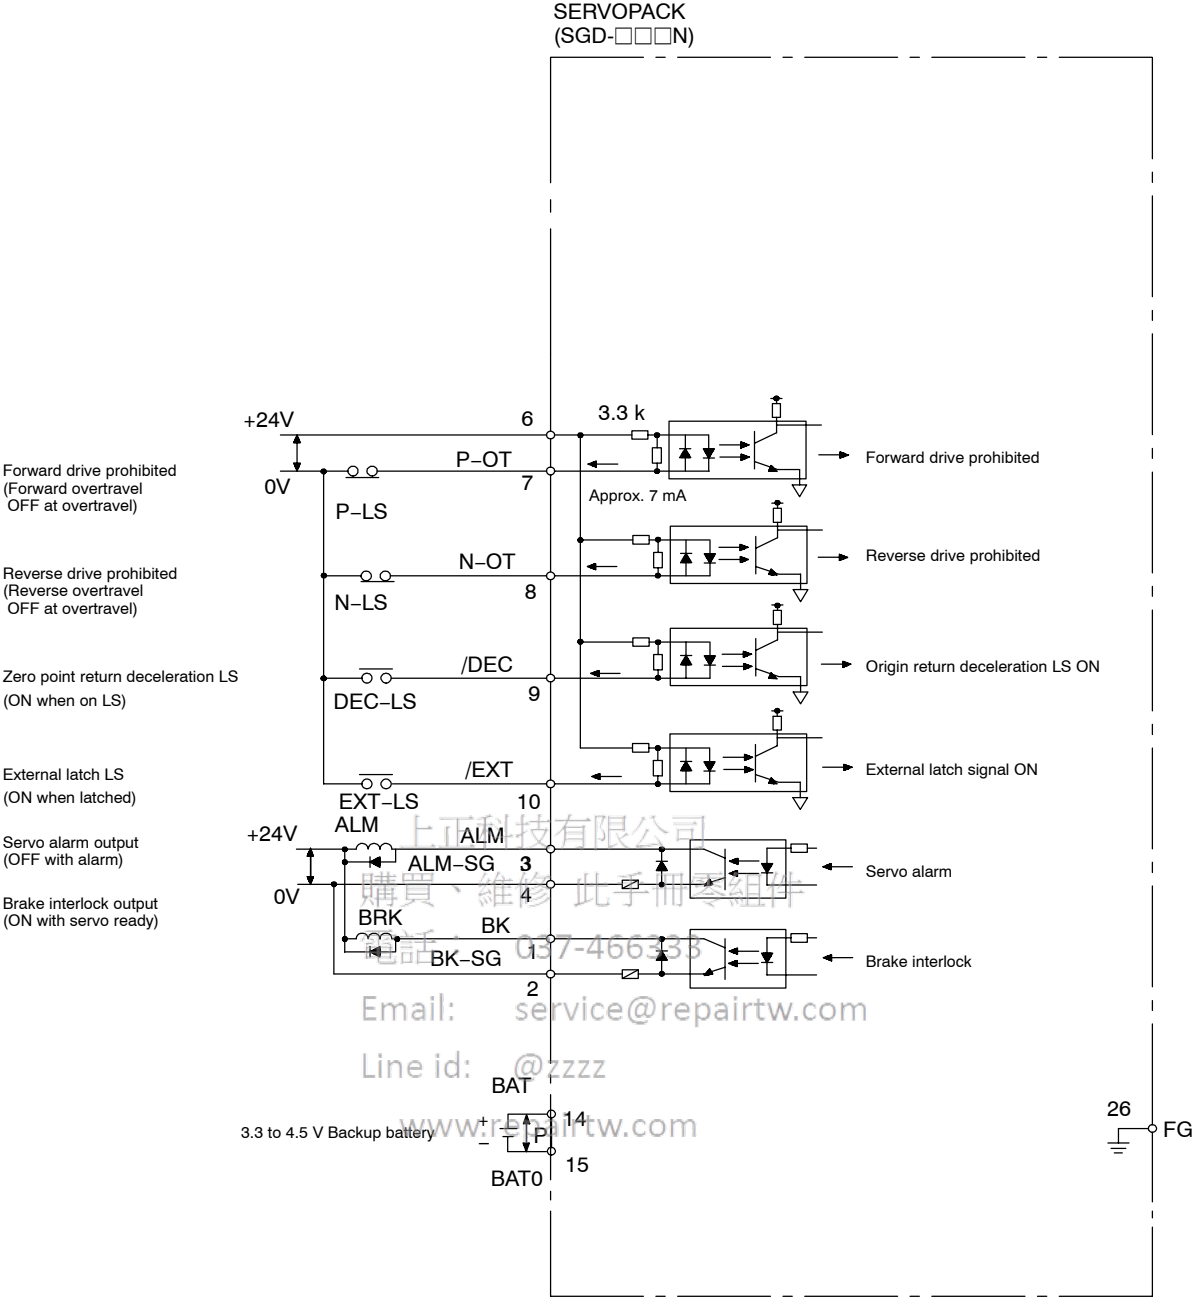 SERVOPACK
(SGD-□□□N)
+24V
6
3.3 k
Forward drive prohibited
(Forward overtravel
OFF at overtravel)
0V
P-OT
7
P-LS
Approx. 7 mA
Forward drive prohibited
Reverse drive prohibited
(Reverse overtravel
OFF at overtravel)
N-OT
8
N-LS
Reverse drive prohibited
Zero point return deceleration LS
(ON when on LS)
/DEC
9
DEC-LS
Origin return deceleration LS ON
External latch LS
(ON when latched)
/EXT
10
EXT-LS
External latch signal ON
Servo alarm output
(OFF with alarm)
+24V
ALM
ALM
ALM-SG
3
4
0V
Servo alarm
Brake interlock output
(ON with servo ready)
BRK
BK
1
BK-SG
2
Brake interlock
上正科技有限公司
購買、維修 此手冊零組件
電話： 037-466333
Email: service@repairtw.com
Line id: @zzzz
www.repairtw.com
BAT
3.3 to 4.5 V Backup battery
+
−
P
14
15
BAT0
26
FG